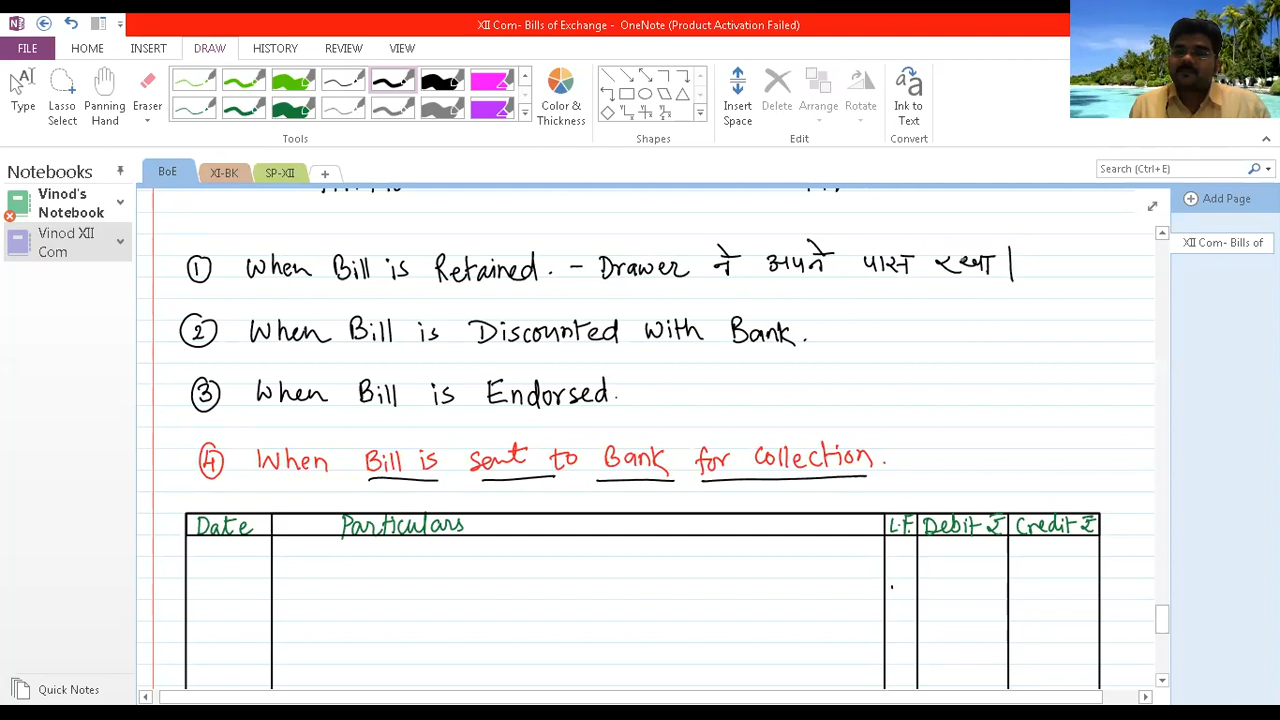 XII Com- Bills of Exchange - OneNote (Product Activation Failed)
FILE HOME INSERT DRAW HISTORY REVIEW VIEW
Type Lasso Select Panning Hand Eraser Color & Thickness Insert Space Delete Arrange Rotate Ink to Text
Tools Shapes Edit Convert
Notebooks BoE XI-BK SP-XII Search (Ctrl+E)
Vinod's Notebook
Vinod XII Com
Add Page
XII Com- Bills of
① When Bill is Retained. - Drawer ने अपने पास रखा |
② When Bill is Discounted with Bank.
③ When Bill is Endorsed.
④ When Bill is sent to Bank for collection.
Date Particulars L.F. Debit ₹ Credit ₹
Quick Notes